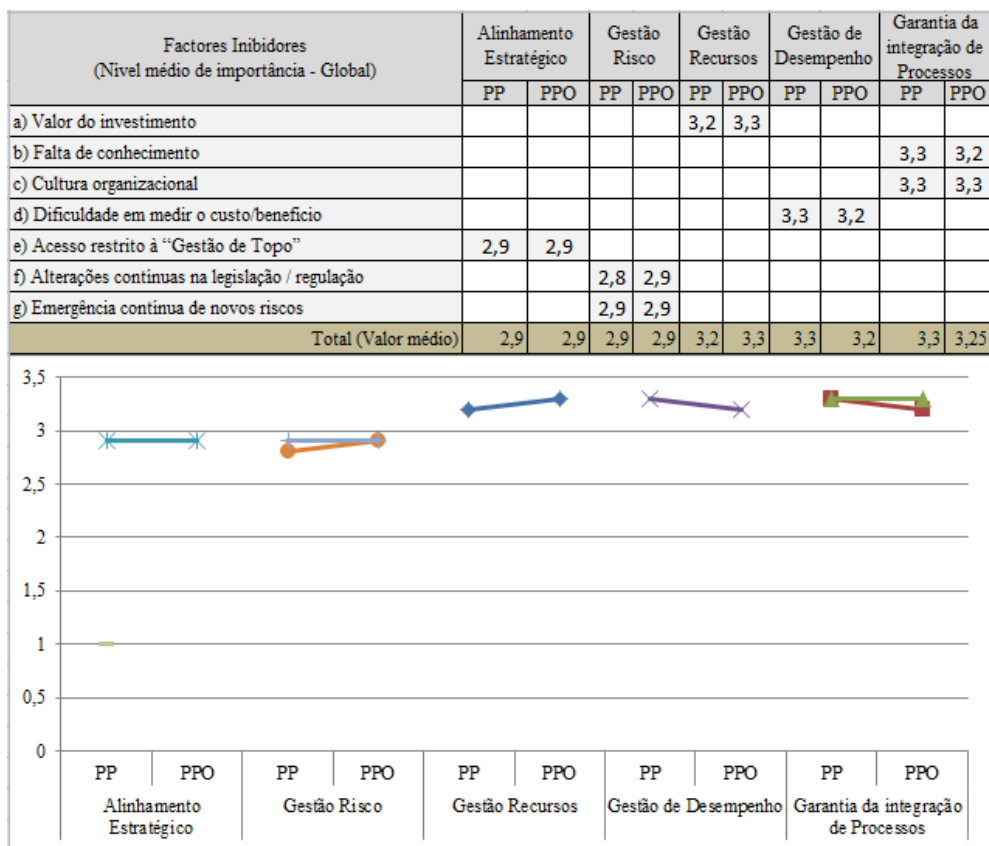 Factores Inibidores
(Nível médio de importância - Global)
Alinhamento
Estratégico
Gestão
Risco
Gestão
Recursos
Gestão de
Desempenho
Garantia da
integração de
Processos
PP PPO PP PPO PP PPO PP PPO PP PPO
a) Valor do investimento 3,2 3,3
b) Falta de conhecimento 3,3 3,2
c) Cultura organizacional 3,3 3,3
d) Dificuldade em medir o custo/beneficio 3,3 3,2
e) Acesso restrito à “Gestão de Topo” 2,9 2,9
f) Alterações contínuas na legislação / regulação 2,8 2,9
g) Emergência contínua de novos riscos 2,9 2,9
Total (Valor médio) 2,9 2,9 2,9 2,9 3,2 3,3 3,3 3,2 3,3 3,25
3,5
3
2,5
2
1,5
1
0,5
0
PP PPO PP PPO PP PPO PP PPO PP PPO
Alinhamento
Estratégico
Gestão Risco
Gestão Recursos
Gestão de Desempenho
Garantia da integração
de Processos